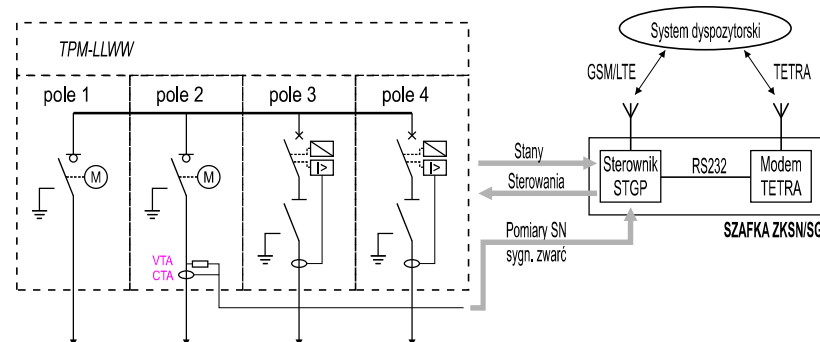 TPM-LLWW
pole 1
pole 2
pole 3
pole 4
M
M
I>
I>
VTA
CTA
System dyspozytorski
GSM/LTE
TETRA
Stany
Sterowania
Pomiary SN
sygn. zwarć
Sterownik
STGP
RS232
Modem
TETRA
SZAFKA ZKSN/SG